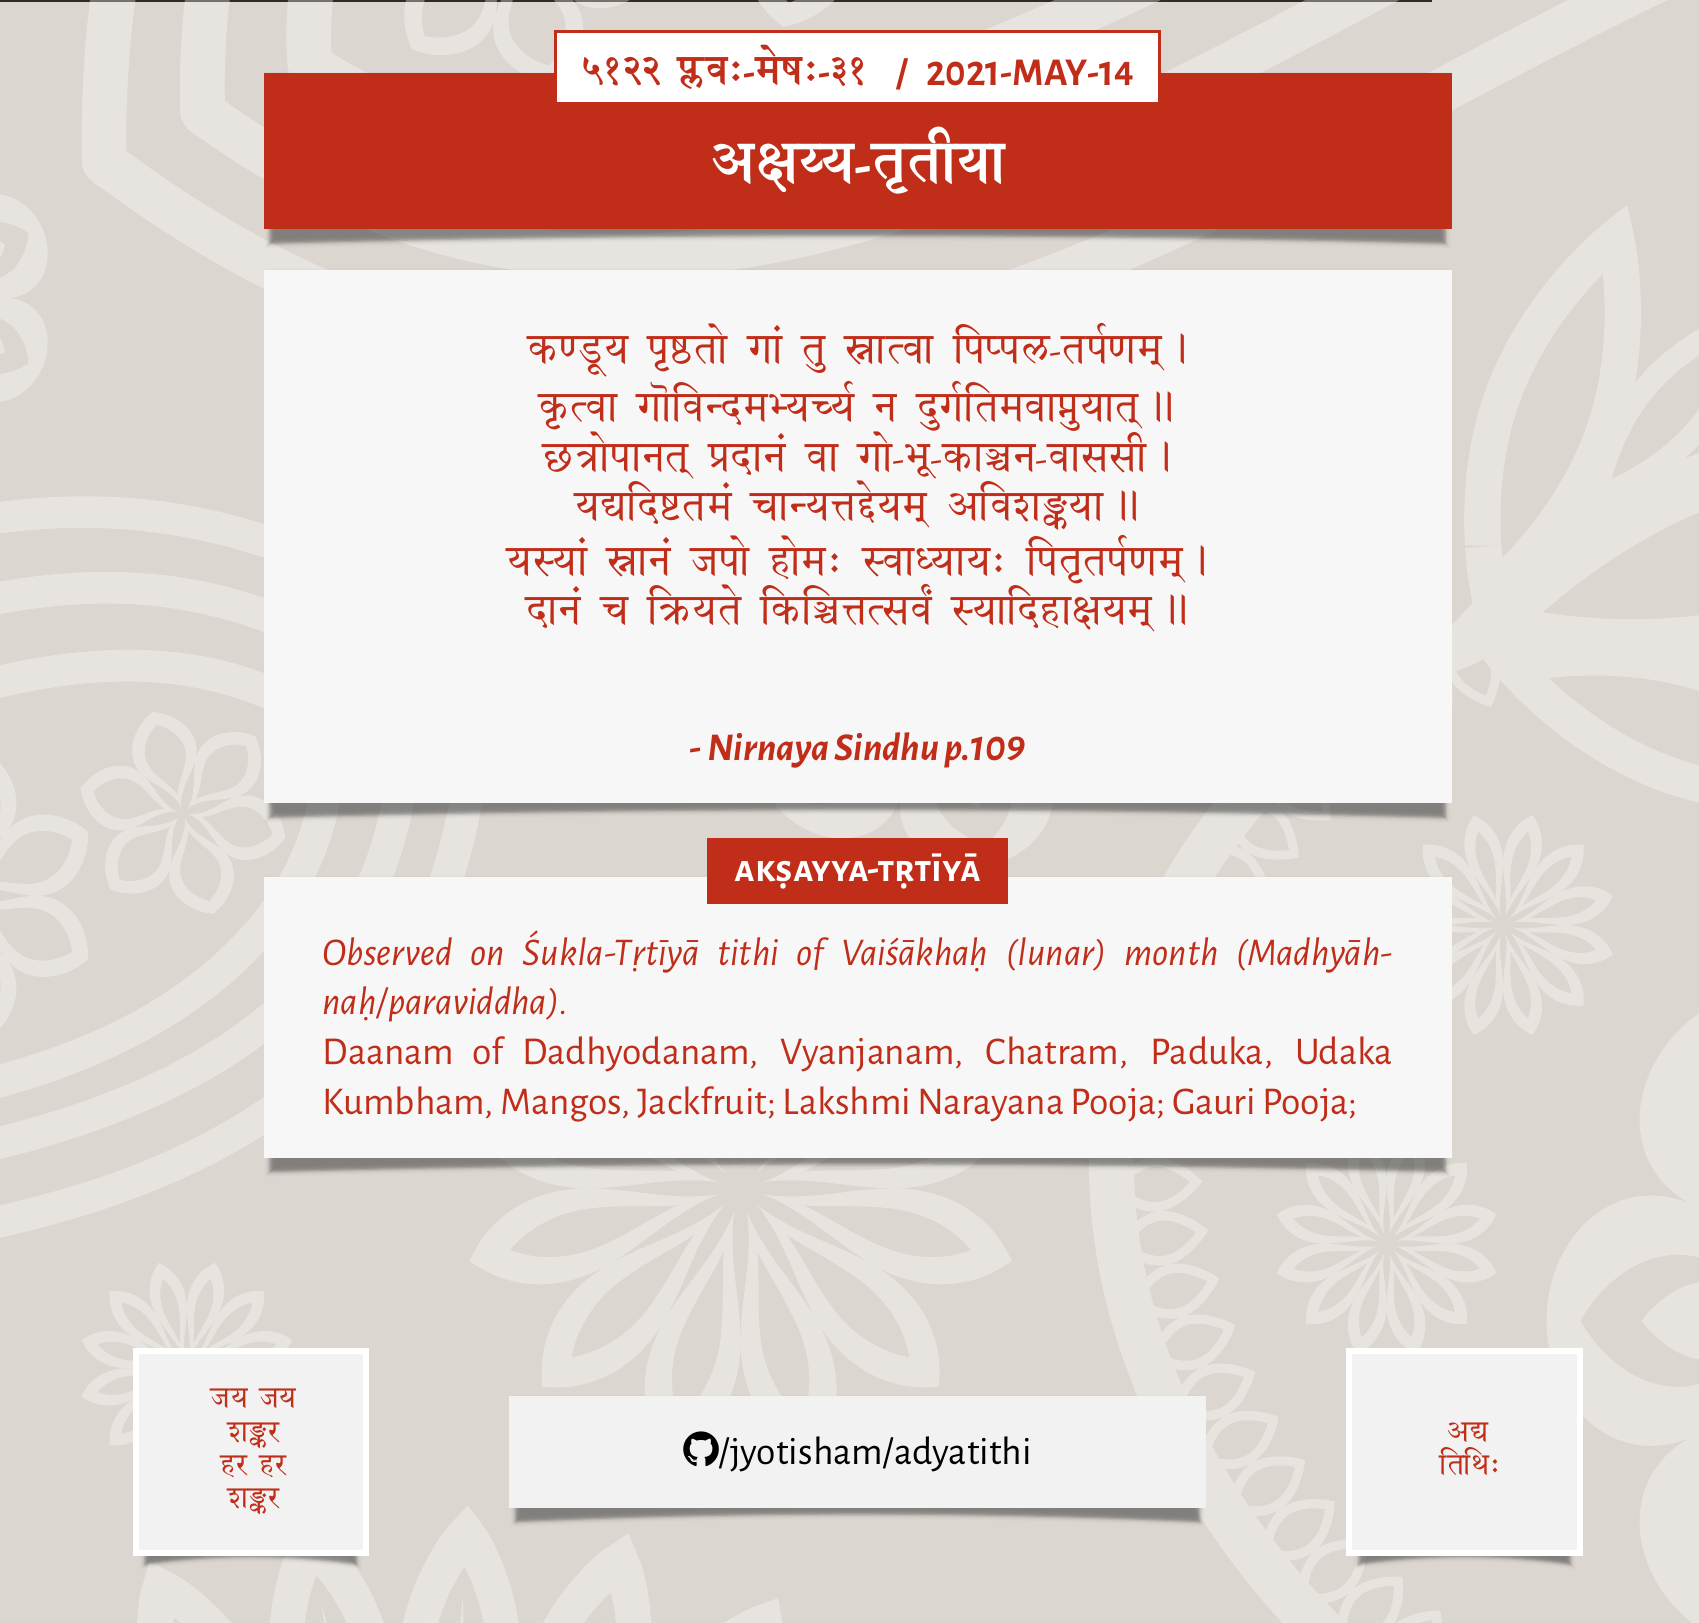 ५१२२ प्लवः-मेषः-३१ / 2021-MAY-14
अक्षय्य-तृतीया
कण्डूय पृष्ठतो गां तु स्नात्वा पिप्पल-तर्पणम् ।
कृत्वा गॊविन्दमभ्यर्च्य न दुर्गतिमवाप्नुयात् ॥
छत्रोपानत् प्रदानं वा गो-भू-काञ्चन-वाससी ।
यद्यदिष्टतमं चान्यत्तद्देयम् अविशङ्कया ॥
यस्यां स्नानं जपो होमः स्वाध्यायः पितृतर्पणम् ।
दानं च क्रियते किञ्चित्तत्सर्वं स्यादिहाक्षयम् ॥
- Nirnaya Sindhu p.109
AKṢAYYA-TṚTĪYĀ
Observed on Śukla-Tṛtīyā tithi of Vaiśākhaḥ (lunar) month (Madhyāh-
naḥ/paraviddha).
Daanam of Dadhyodanam, Vyanjanam, Chatram, Paduka, Udaka
Kumbham, Mangos, Jackfruit; Lakshmi Narayana Pooja; Gauri Pooja;
जय जय
शङ्कर
हर हर
शङ्कर
/jyotisham/adyatithi
अद्य
तिथिः